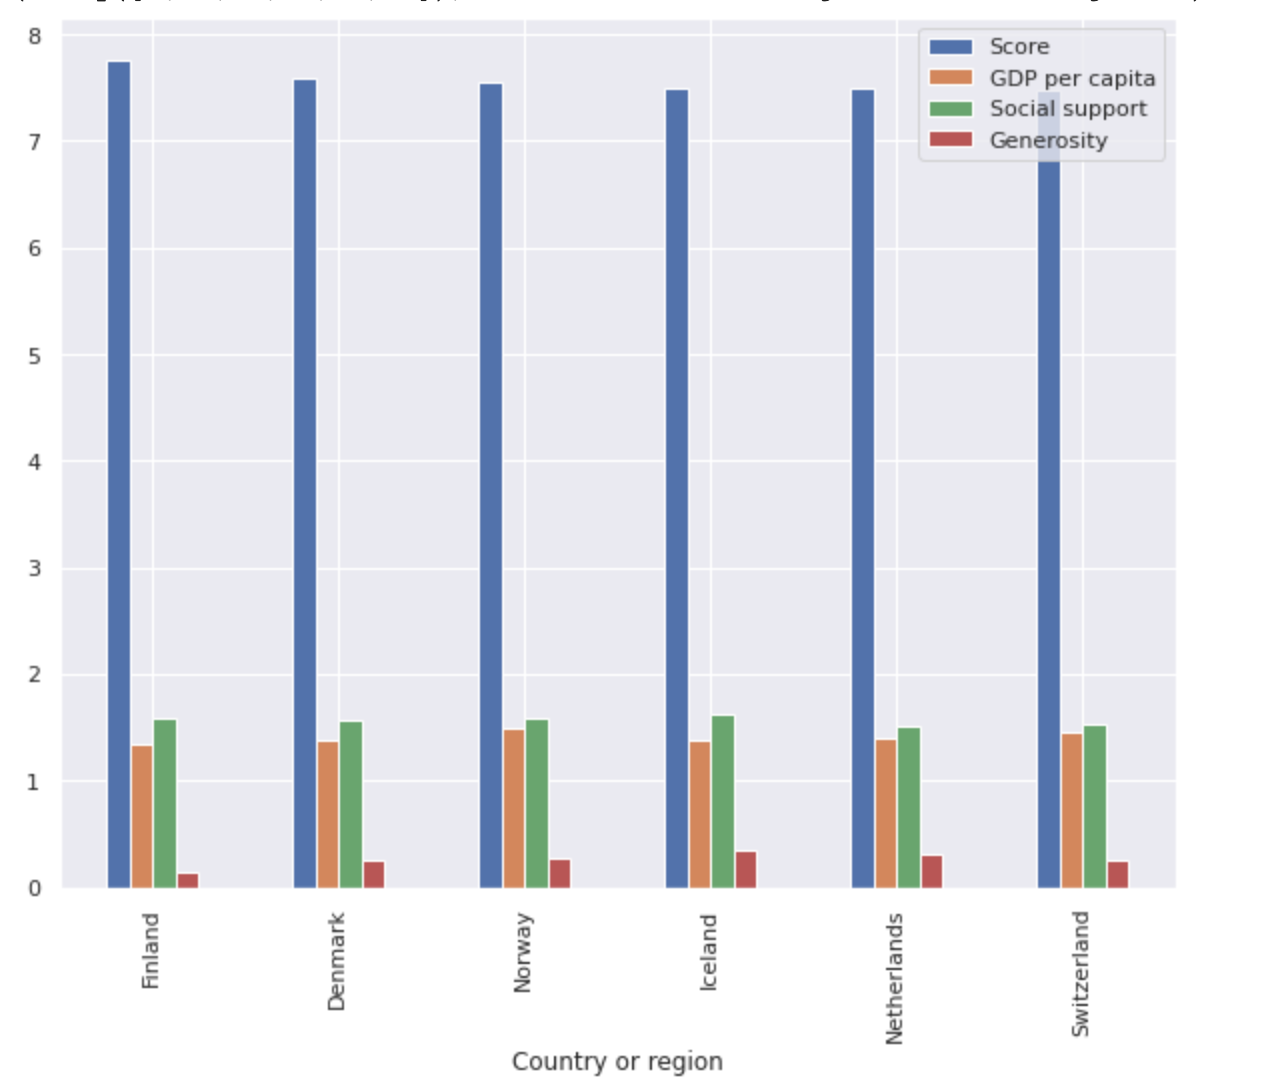 8
7
6
5
4
3
2
1
0
Score
GDP per capita
Social support
Generosity
Finland
Denmark
Norway
Iceland
Netherlands
Switzerland
Country or region